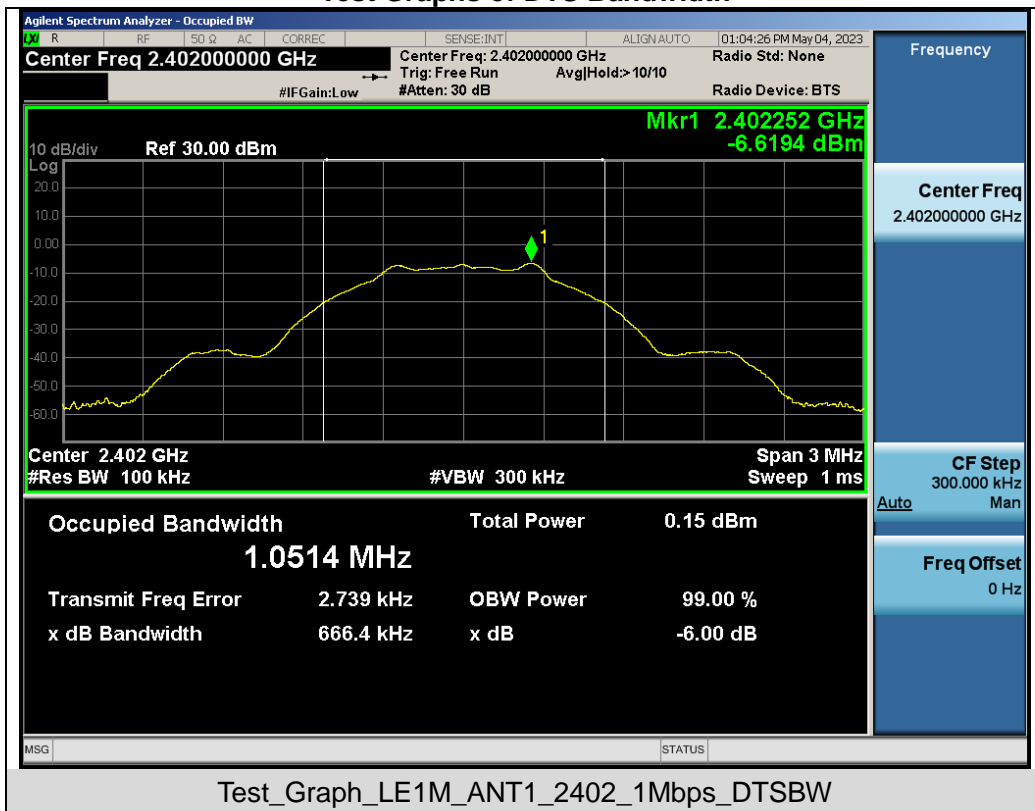 Agilent Spectrum Analyzer - Occupied BW
LXI R RF 50 Ω AC CORREC SENSE:INT ALIGN AUTO 01:04:26 PM May 04, 2023
Center Freq 2.402000000 GHz
Center Freq: 2.402000000 GHz
Radio Std: None
Trig: Free Run Avg|Hold:> 10/10
#IFGain:Low
#Atten: 30 dB
Radio Device: BTS
Mkr1 2.402252 GHz
-6.6194 dBm
10 dB/div Ref 30.00 dBm
Log
20.0
10.0
0.00
-10.0
-20.0
-30.0
-40.0
-50.0
-60.0
1
Center 2.402 GHz
Span 3 MHz
#Res BW 100 kHz
#VBW 300 kHz
Sweep 1 ms
Occupied Bandwidth
1.0514 MHz
Total Power 0.15 dBm
Transmit Freq Error 2.739 kHz
OBW Power 99.00 %
x dB Bandwidth 666.4 kHz
x dB -6.00 dB
MSG
STATUS
Frequency
Center Freq
2.402000000 GHz
CF Step
300.000 kHz
Auto Man
Freq Offset
0 Hz
Test_Graph_LE1M_ANT1_2402_1Mbps_DTSBW